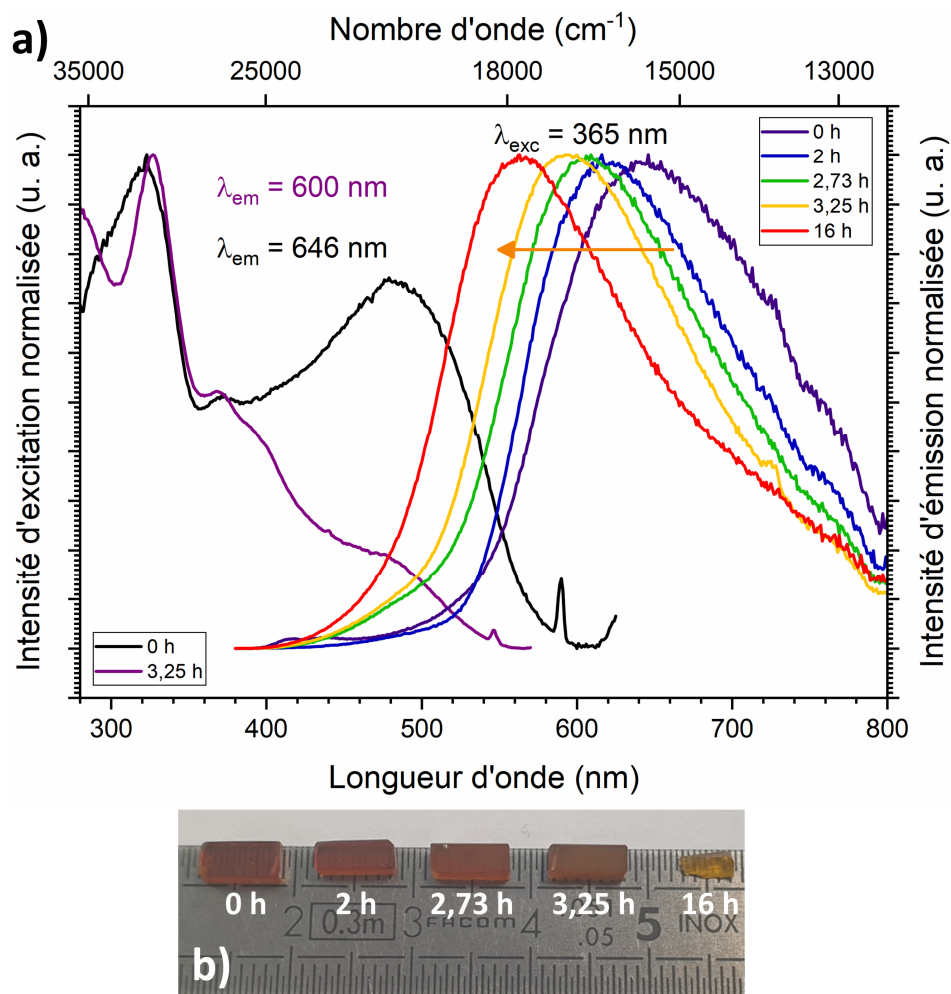 a)
Nombre d'onde (cm⁻¹)
35000 25000 18000 15000 13000
Intensité d'excitation normalisée (u. a.)
λem = 600 nm
λem = 646 nm
λexc = 365 nm
0 h
2 h
2,73 h
3,25 h
16 h
0 h
3,25 h
Intensité d'émission normalisée (u. a.)
300 400 500 600 700 800
Longueur d'onde (nm)
0 h 2 h 2,73 h 3,25 h 16 h
2 0.3m 3 FACOM 4 5 INOX
.05
b)